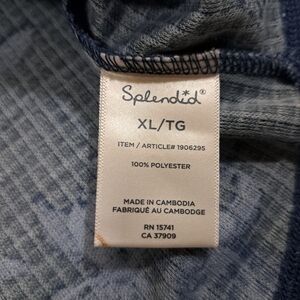 Splendid®
XL/TG
ITEM / ARTICLE# 1906295
100% POLYESTER
MADE IN CAMBODIA
FABRIQUÉ AU CAMBODGE
RN 15741
CA 37909